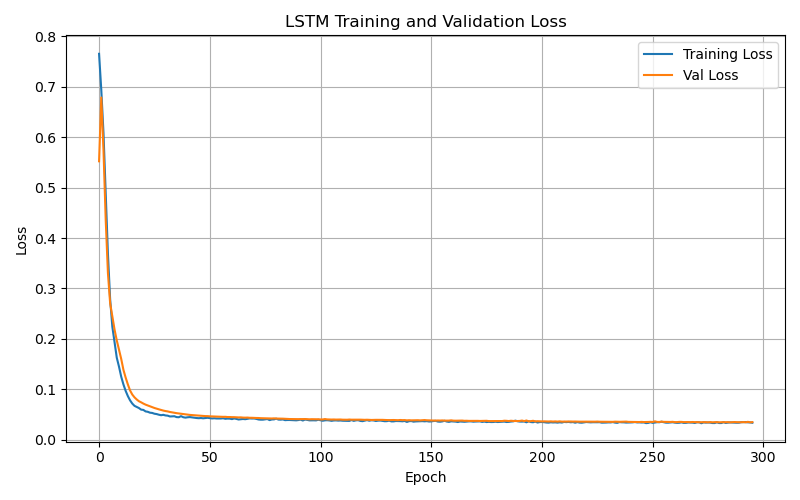 LSTM Training and Validation Loss
Training Loss
Val Loss
0.8
0.7
0.6
0.5
0.4
0.3
0.2
0.1
0.0
Loss
0 50 100 150 200 250 300
Epoch